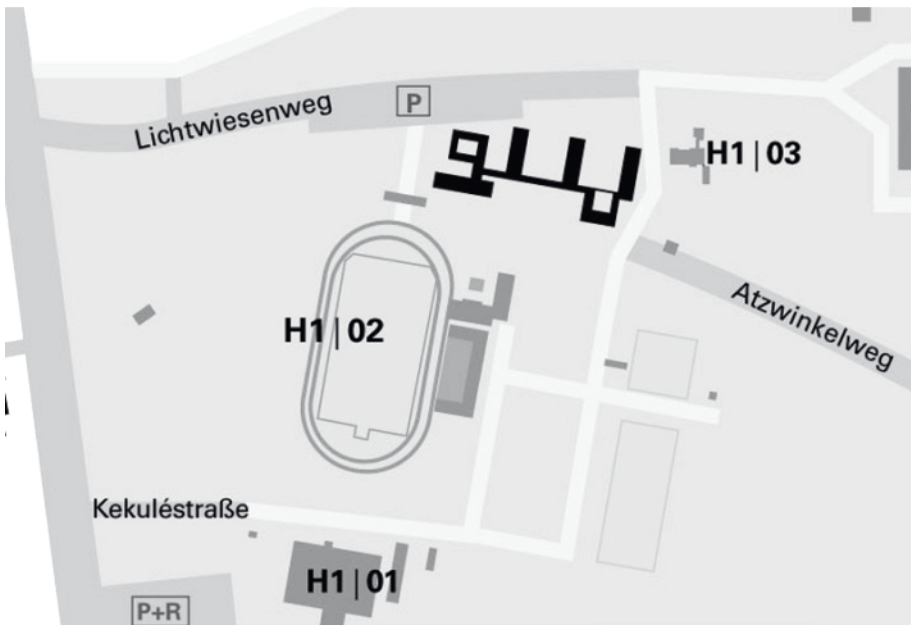 P
Lichtwiesenweg
H1 | 03
Atzwinkelweg
H1 | 02
Kekuléstraße
H1 | 01
P+R